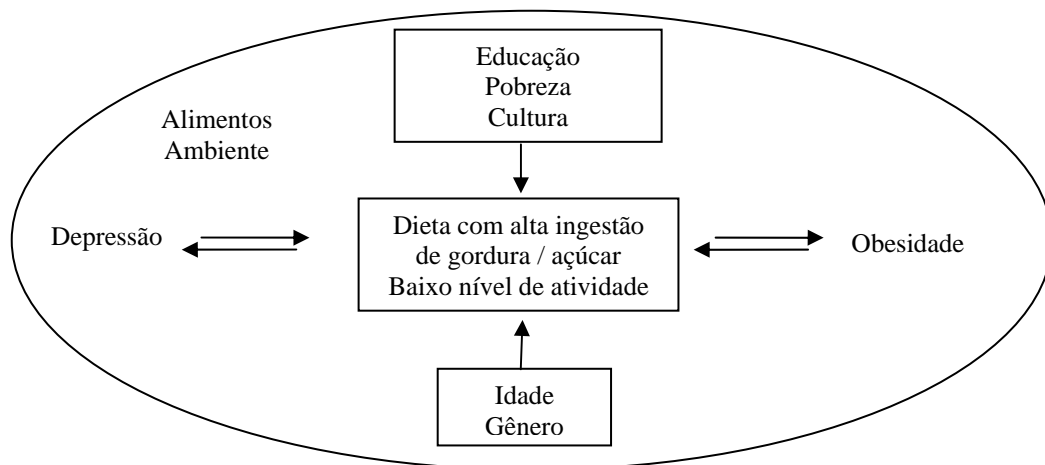 Educação
Pobreza
Cultura
Alimentos
Ambiente
Depressão
Dieta com alta ingestão
de gordura / açúcar
Baixo nível de atividade
Obesidade
Idade
Gênero